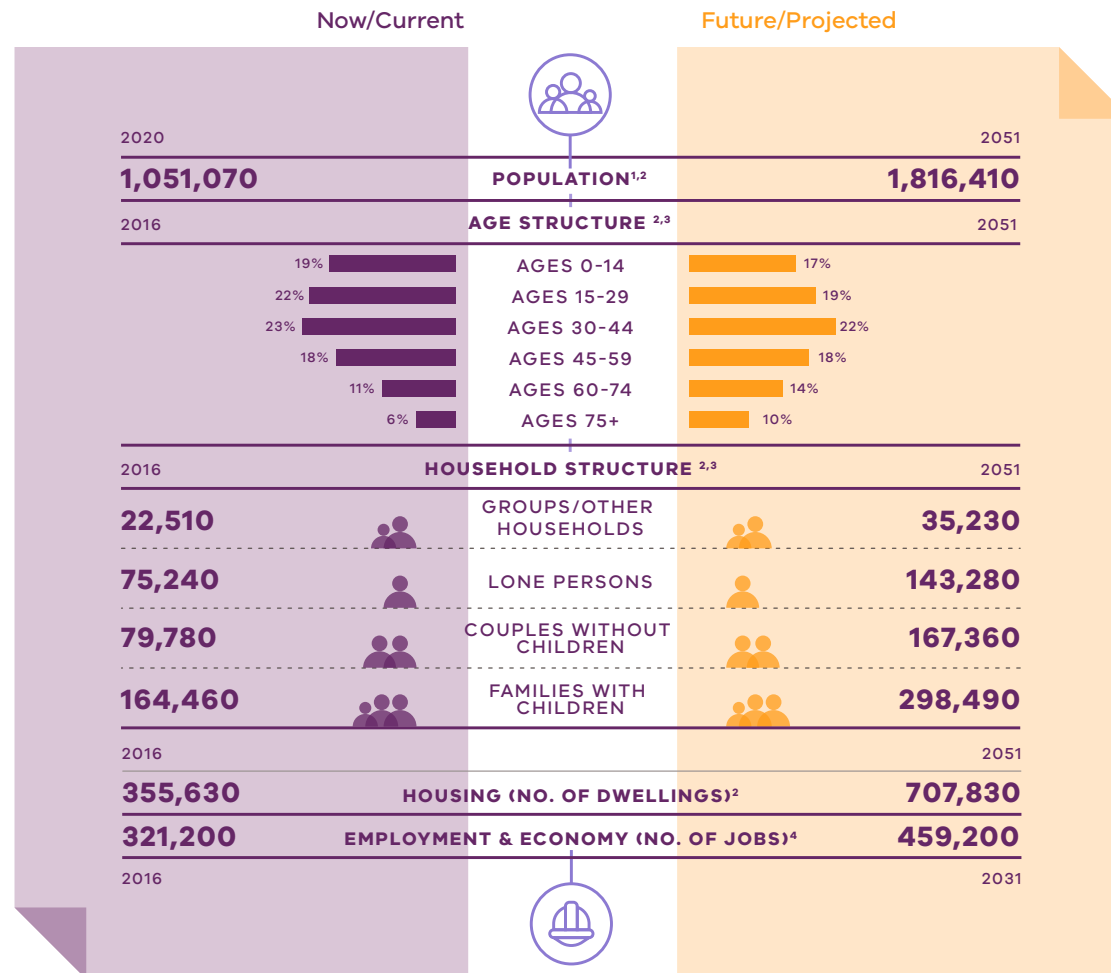 Now/Current Future/Projected
2020 2051
1,051,070 POPULATION1,2 1,816,410
2016 AGE STRUCTURE 2,3 2051
19% AGES 0-14 17%
22% AGES 15-29 19%
23% AGES 30-44 22%
18% AGES 45-59 18%
11% AGES 60-74 14%
6% AGES 75+ 10%
2016 HOUSEHOLD STRUCTURE 2,3 2051
GROUPS/OTHER
22,510 HOUSEHOLDS 35,230
75,240 LONE PERSONS 143,280
COUPLES WITHOUT
79,780 CHILDREN 167,360
FAMILIES WITH
164,460 CHILDREN 298,490
2016 2051
355,630 HOUSING (NO. OF DWELLINGS)2 707,830
321,200 EMPLOYMENT & ECONOMY (NO. OF JOBS)4 459,200
2016 2031